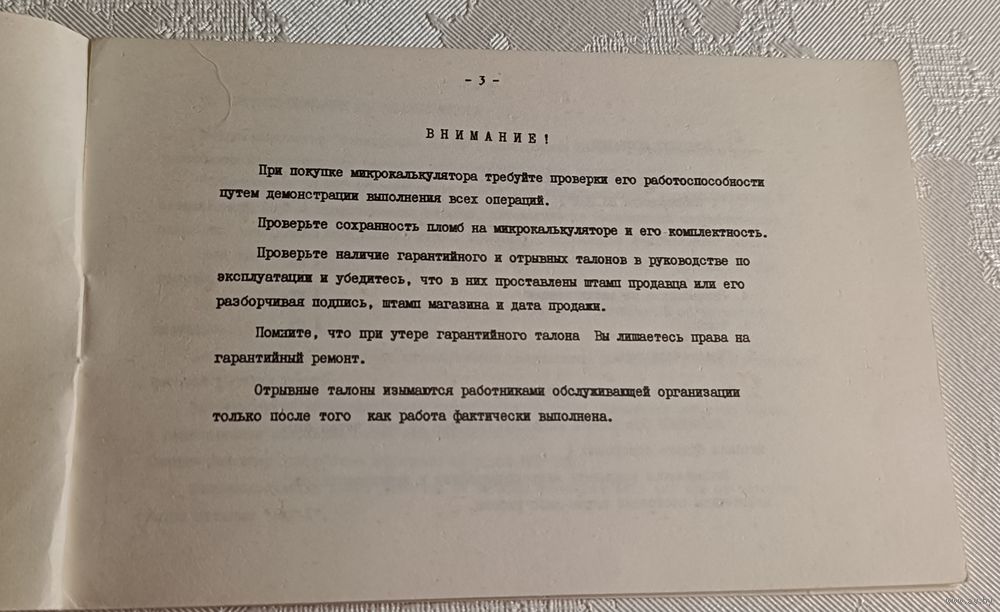 - 3 -
ВНИМАНИЕ!
При покупке микрокалькулятора требуйте проверки его работоспособности
путем демонстрации выполнения всех операций.
Проверьте сохранность пломб на микрокалькуляторе и его комплектность.
Проверьте наличие гарантийного и отрывных талонов в руководстве по
эксплуатации и убедитесь, что в них проставлены штамп продавца или его
разборчивая подпись, штамп магазина и дата продажи.
Помните, что при утере гарантийного талона Вы лишаетесь права на
гарантийный ремонт.
Отрывные талоны изымаются работниками обслуживающей организации
только после того как работа фактически выполнена.